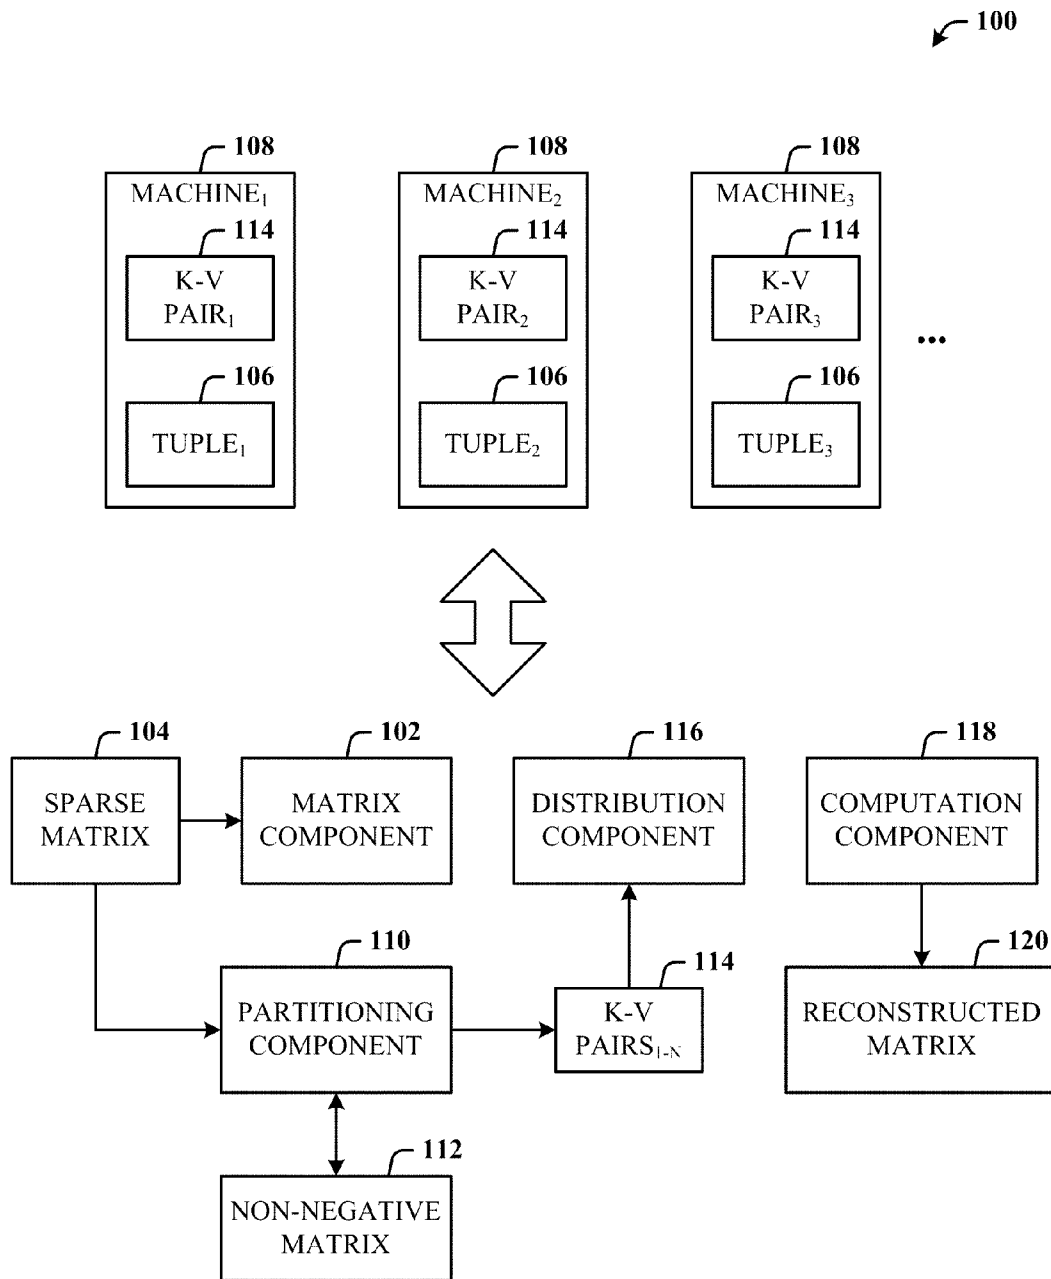 100
108 108 108
MACHINE₁ MACHINE₂ MACHINE₃
114 114 114
K-V K-V K-V
PAIR₁ PAIR₂ PAIR₃
...
106 106 106
TUPLE₁ TUPLE₂ TUPLE₃
104 102 116 118
SPARSE MATRIX DISTRIBUTION COMPUTATION
MATRIX COMPONENT COMPONENT COMPONENT
110 114 120
PARTITIONING K-V RECONSTRUCTED
COMPONENT PAIRS₁₋N MATRIX
112
NON-NEGATIVE
MATRIX